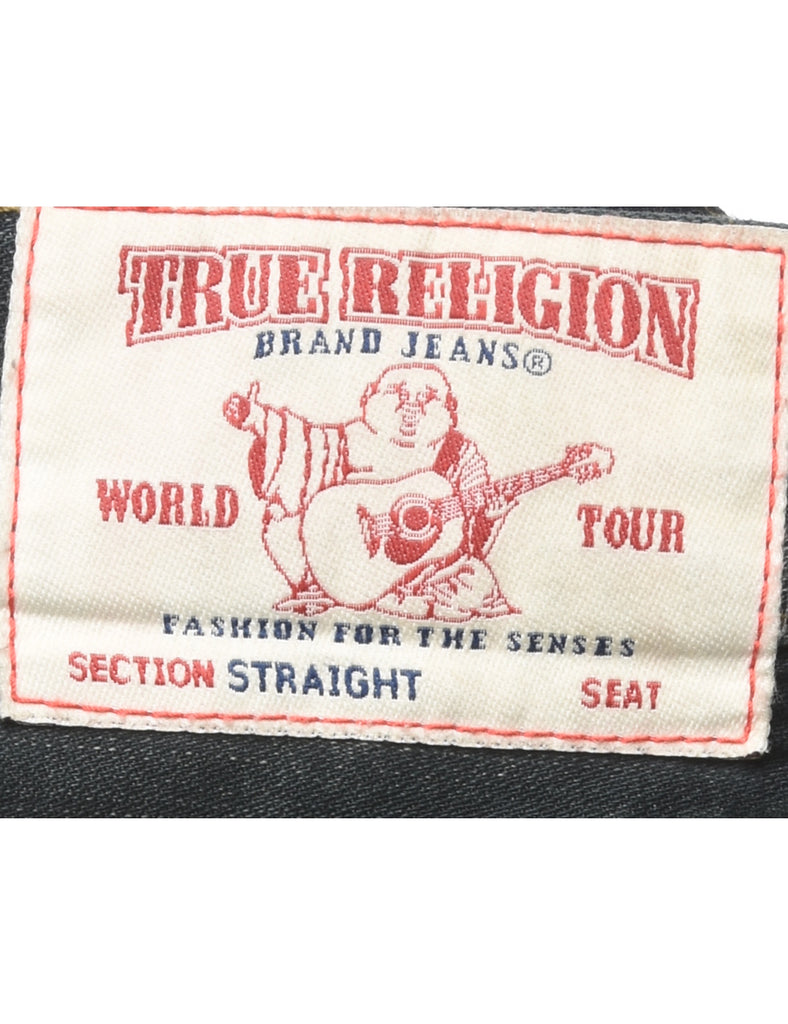 TRUE RELIGION
BRAND JEANS®
WORLD TOUR
FASHION FOR THE SENSES
SECTION STRAIGHT SEAT